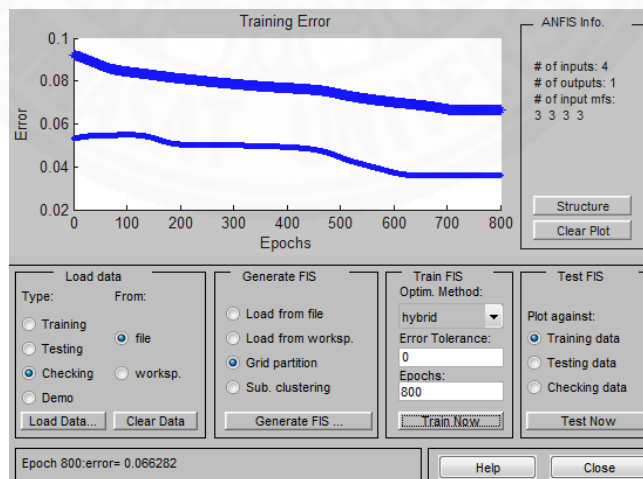 Training Error
0.1
0.08
0.06
0.04
0.02
Error
0 100 200 300 400 500 600 700 800
Epochs
ANFIS Info.
# of inputs: 4
# of outputs: 1
# of input mfs:
3 3 3 3
Structure
Clear Plot
Load data
Type:
From:
Training
Testing
Checking
Demo
file
worksp.
Load Data...
Clear Data
Generate FIS
Load from file
Load from worksp.
Grid partition
Sub. clustering
Generate FIS ...
Train FIS
Optim. Method:
hybrid
Error Tolerance:
0
Epochs:
800
Train Now
Test FIS
Plot against:
Training data
Testing data
Checking data
Test Now
Epoch 800:error= 0.066282
Help
Close